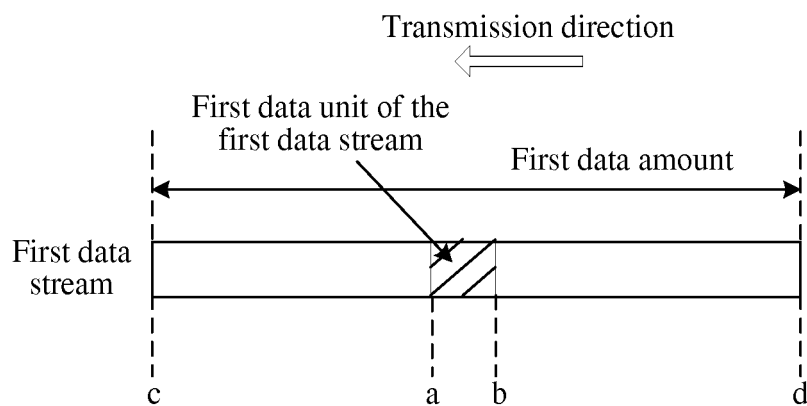 Transmission direction
First data unit of the
first data stream
First data amount
First data
stream
c
a
b
d